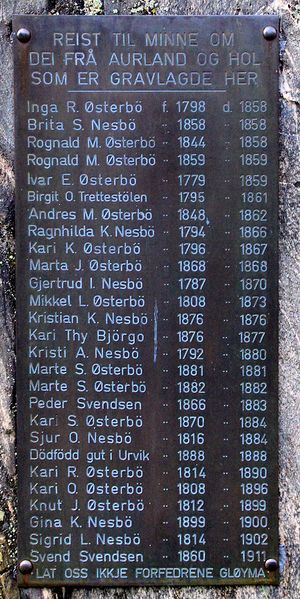 REIST TIL MINNE OM
DEI FRÅ AURLAND OG HOL
SOM ER GRAVLAGDE HER
Inga R. Østerbö f. 1798 d. 1858
Brita S. Nesbö " 1858 " 1858
Rognald M. Østerbö " 1844 " 1858
Rognald M. Østerbö " 1859 " 1859
Ivar E. Østerbö " 1779 " 1859
Birgit O. Trettestölen " 1795 " 1861
Andres M. Østerbö " 1848 " 1862
Ragnhilda K. Nesbö " 1794 " 1866
Kari K. Østerbö " 1796 " 1867
Marta J. Østerbö " 1868 " 1868
Gjertrud I. Nesbö " 1787 " 1870
Mikkel L. Østerbö " 1808 " 1873
Kristian K. Nesbö " 1876 " 1876
Kari Thy Björgo " 1876 " 1877
Kristi A. Nesbö " 1792 " 1880
Marte S. Østerbö " 1881 " 1881
Marte S. Østerbö " 1882 " 1882
Peder Svendsen " 1866 " 1883
Kari S. Østerbö " 1870 " 1884
Sjur O. Nesbö " 1816 " 1884
Dödfödd gut i Urvik " 1888 " 1888
Kari R. Østerbö " 1814 " 1890
Kari O. Østerbö " 1808 " 1896
Knut J. Østerbö " 1812 " 1899
Gina K. Nesbö " 1899 " 1900
Sigrid L. Nesbö " 1814 " 1902
Svend Svendsen " 1860 " 1911
LAT OSS IKKJE FORFEDRENE GLØYMA